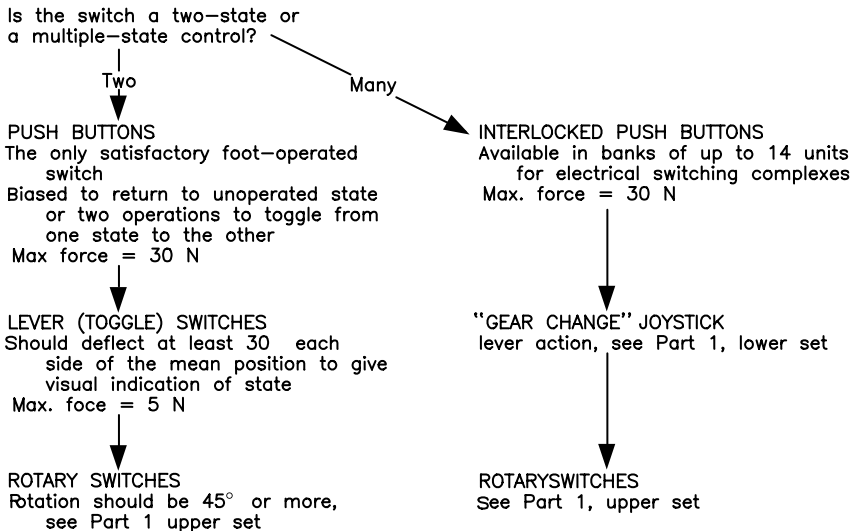 Is the switch a two-state or
a multiple-state control?
Two
Many
PUSH BUTTONS
The only satisfactory foot-operated
switch
Biased to return to unoperated state
or two operations to toggle from
one state to the other
Max force = 30 N
LEVER (TOGGLE) SWITCHES
Should deflect at least 30 each
side of the mean position to give
visual indication of state
Max. foce = 5 N
ROTARY SWITCHES
Rotation should be 45° or more,
see Part 1 upper set
INTERLOCKED PUSH BUTTONS
Available in banks of up to 14 units
for electrical switching complexes
Max. force = 30 N
"GEAR CHANGE" JOYSTICK
lever action, see Part 1, lower set
ROTARYSWITCHES
See Part 1, upper set